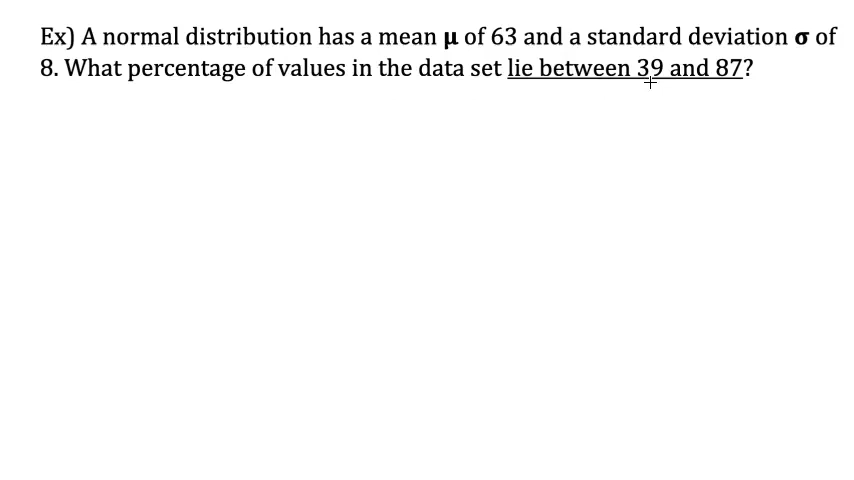 Ex) A normal distribution has a mean μ of 63 and a standard deviation σ of
8. What percentage of values in the data set lie between 39 and 87?